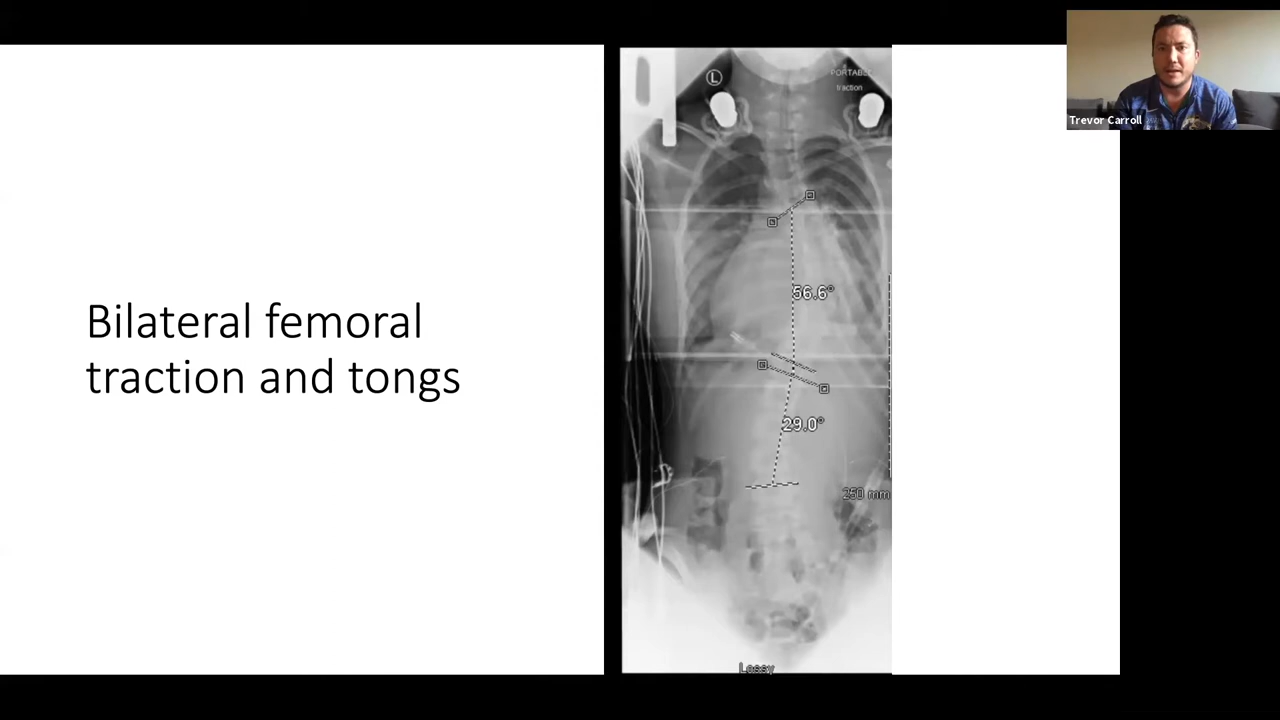 Bilateral femoral
traction and tongs
L
PORTABLE
traction
56.6°
29.0°
250 mm
Lossy
Trevor Carroll